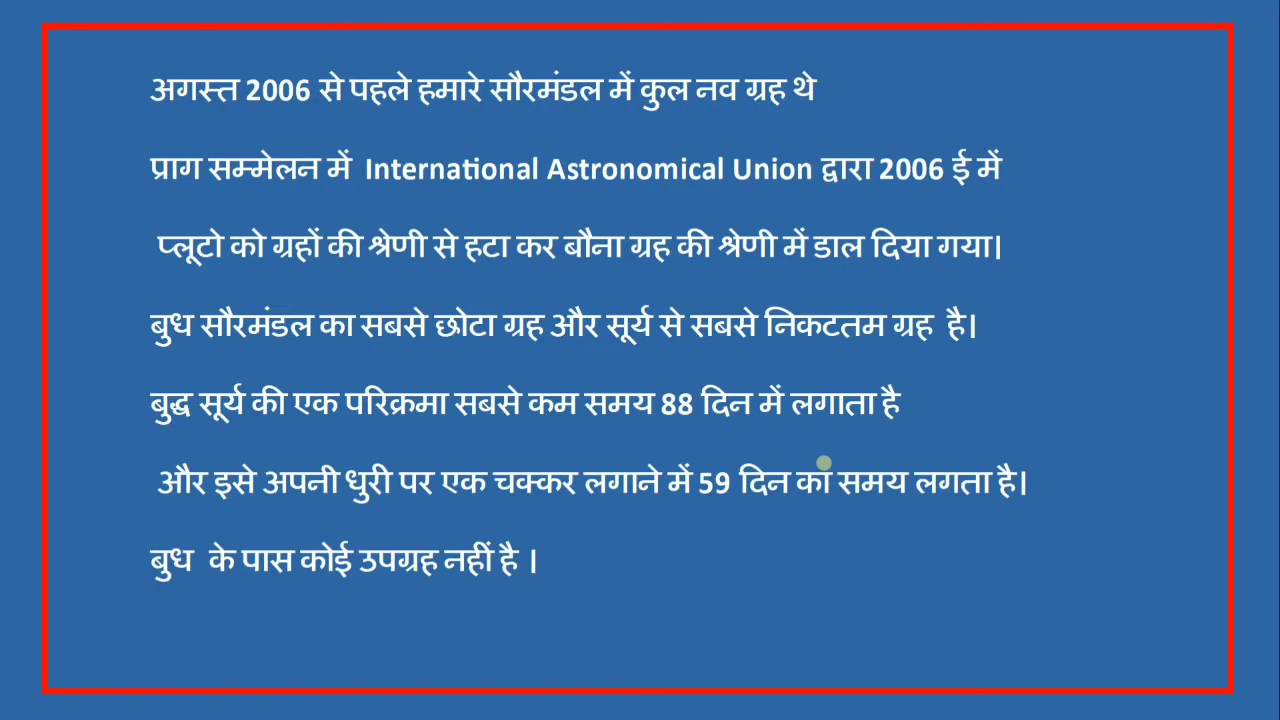 अगस्त 2006 से पहले हमारे सौरमंडल में कुल नव ग्रह थे
प्राग सम्मेलन में International Astronomical Union द्वारा 2006 ई में
प्लूटो को ग्रहों की श्रेणी से हटा कर बौना ग्रह की श्रेणी में डाल दिया गया।
बुध सौरमंडल का सबसे छोटा ग्रह और सूर्य से सबसे निकटतम ग्रह है।
बुद्ध सूर्य की एक परिक्रमा सबसे कम समय 88 दिन में लगाता है
और इसे अपनी धुरी पर एक चक्कर लगाने में 59 दिन का समय लगता है।
बुध के पास कोई उपग्रह नहीं है ।